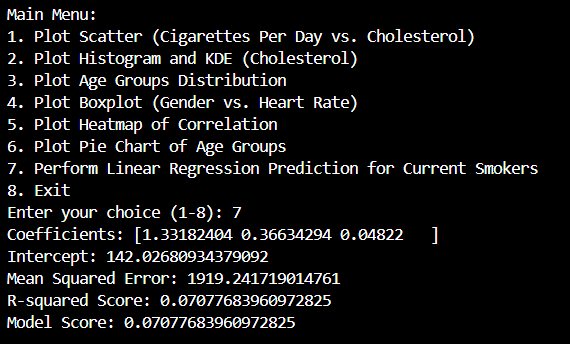 Main Menu:
1. Plot Scatter (Cigarettes Per Day vs. Cholesterol)
2. Plot Histogram and KDE (Cholesterol)
3. Plot Age Groups Distribution
4. Plot Boxplot (Gender vs. Heart Rate)
5. Plot Heatmap of Correlation
6. Plot Pie Chart of Age Groups
7. Perform Linear Regression Prediction for Current Smokers
8. Exit
Enter your choice (1-8): 7
Coefficients: [1.33182404 0.36634294 0.04822   ]
Intercept: 142.02680934379092
Mean Squared Error: 1919.241719014761
R-squared Score: 0.07077683960972825
Model Score: 0.07077683960972825